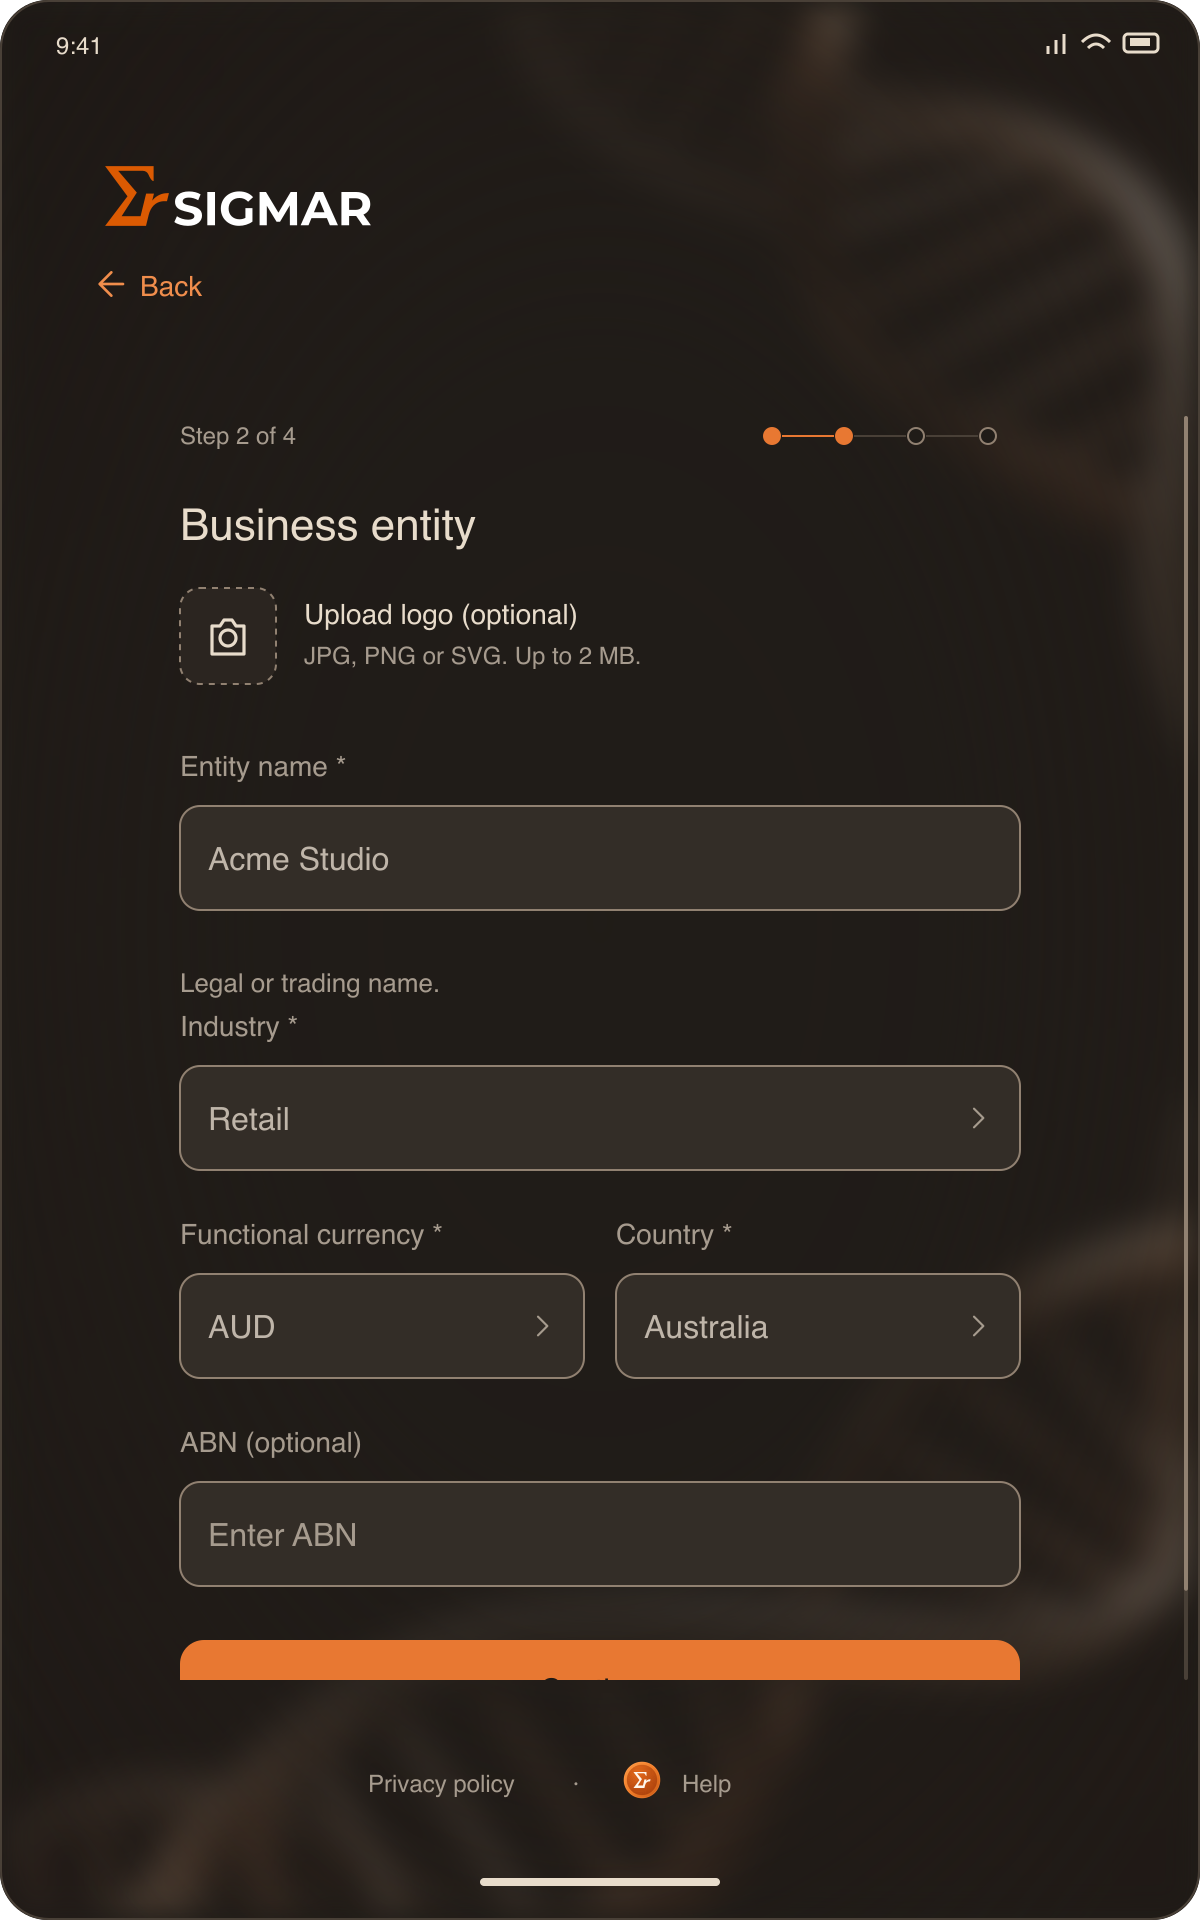 9:41
Σr SIGMAR
Back
Step 2 of 4
Business entity
Upload logo (optional)
JPG, PNG or SVG. Up to 2 MB.
Entity name *
Acme Studio
Legal or trading name.
Industry *
Retail
Functional currency * Country *
AUD Australia
ABN (optional)
Enter ABN
Privacy policy · Σr Help